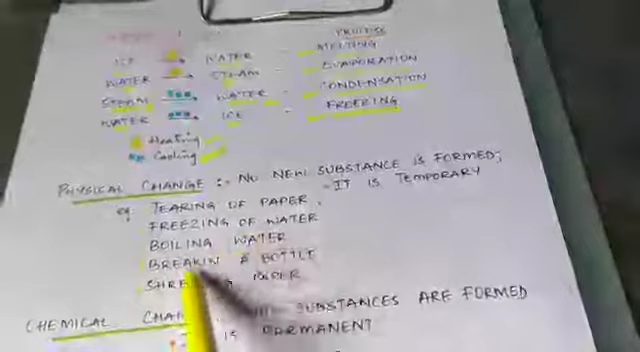 PROCESS
ICE → WATER - MELTING
WATER → STEAM - EVAPORATION
STEAM → WATER - CONDENSATION
WATER → ICE - FREEZING
Heating
Cooling
PHYSICAL CHANGE :- NO NEW SUBSTANCE IS FORMED;
- IT IS TEMPORARY
eg. TEARING OF PAPER.
FREEZING OF WATER
BOILING WATER
BREAKIN A BOTTLE
PAPER
CHEMICAL SUBSTANCES ARE FORMED
IS PERMANENT